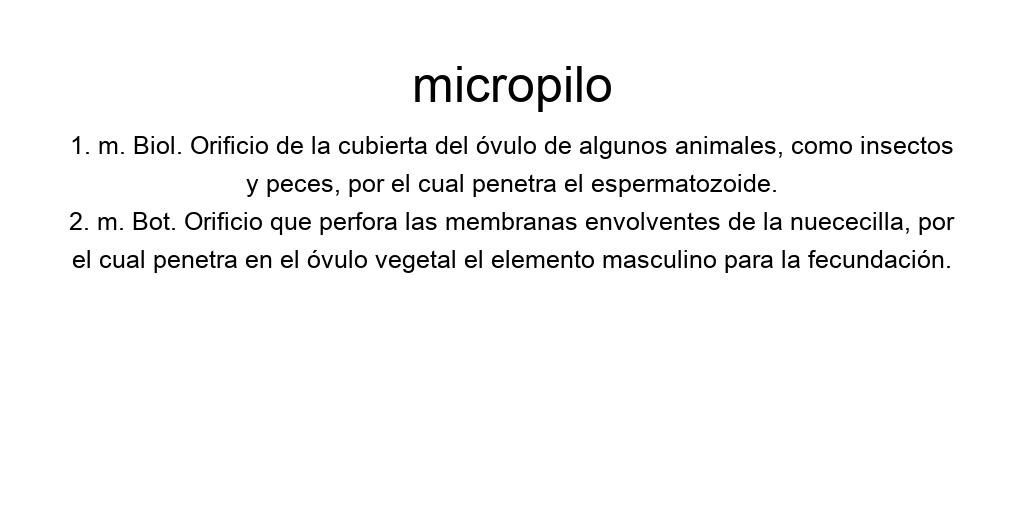 micropilo
1. m. Biol. Orificio de la cubierta del óvulo de algunos animales, como insectos
y peces, por el cual penetra el espermatozoide.
2. m. Bot. Orificio que perfora las membranas envolventes de la nuececilla, por
el cual penetra en el óvulo vegetal el elemento masculino para la fecundación.